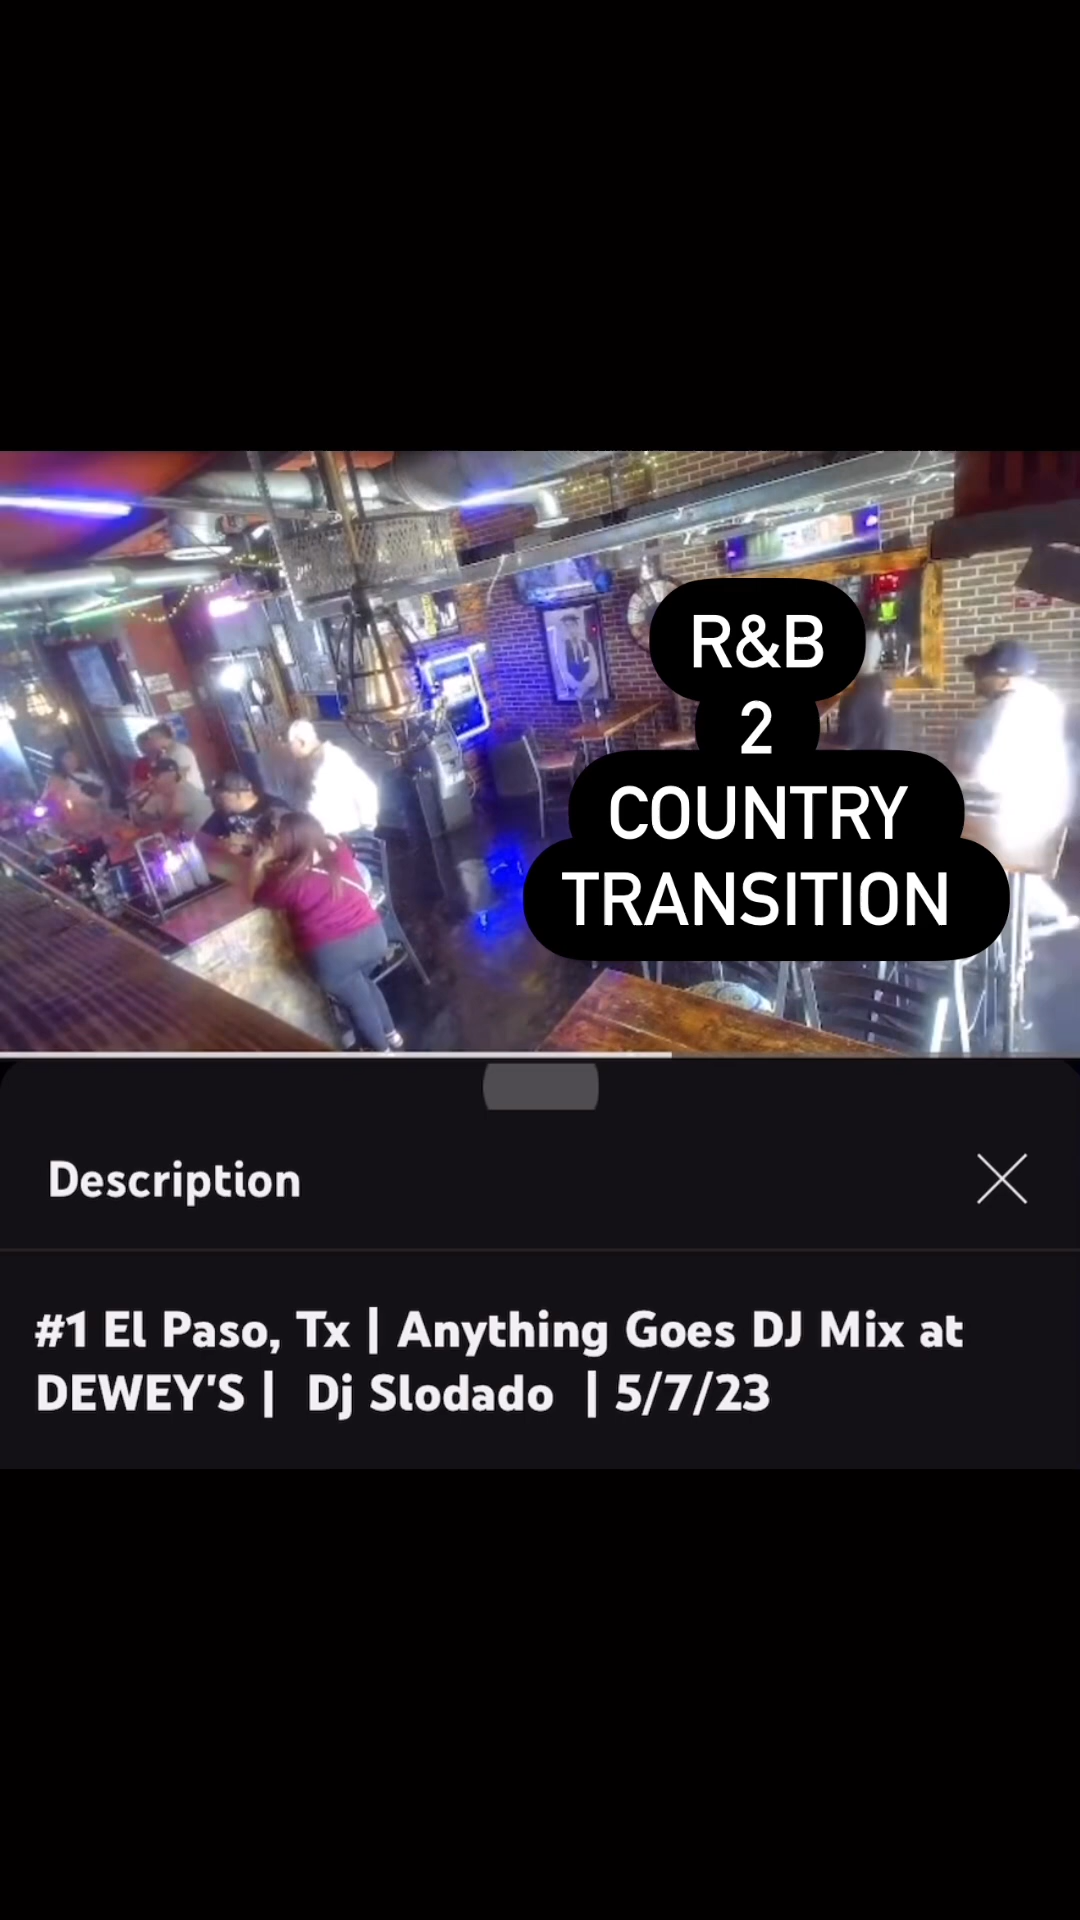 R&B
2
COUNTRY
TRANSITION
Description
#1 El Paso, Tx | Anything Goes DJ Mix at
DEWEY'S | Dj Slodado | 5/7/23